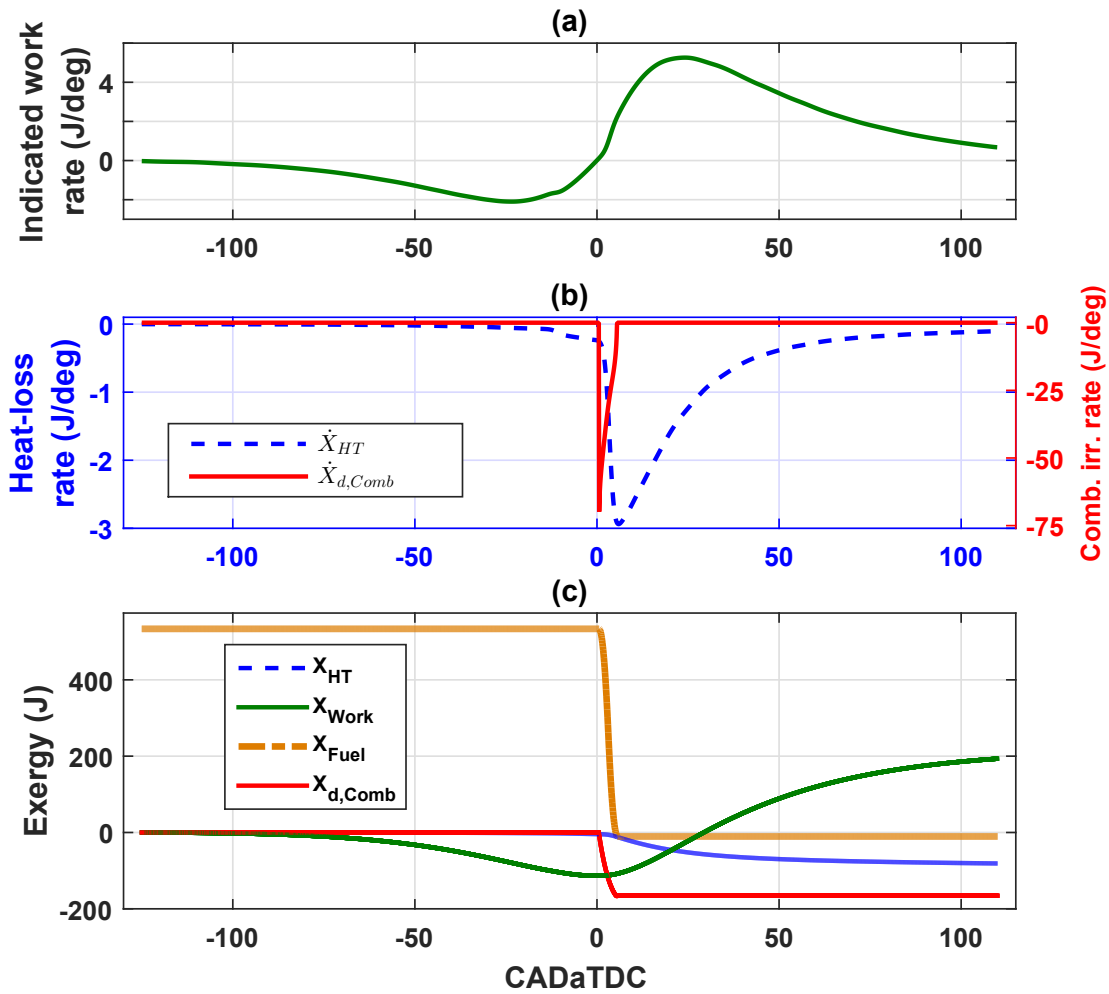 (a)
Indicated work
rate (J/deg)
4
0
-100 -50 0 50 100
(b)
Heat-loss
rate (J/deg)
0
-1
-2
-3
Ẋ_HT
Ẋ_d,Comb
-0
-25
-50
-75
Comb. irr. rate (J/deg)
-100 -50 0 50 100
(c)
Exergy (J)
400
200
0
-200
X_HT
X_Work
X_Fuel
X_d,Comb
-100 -50 0 50 100
CADaTDC